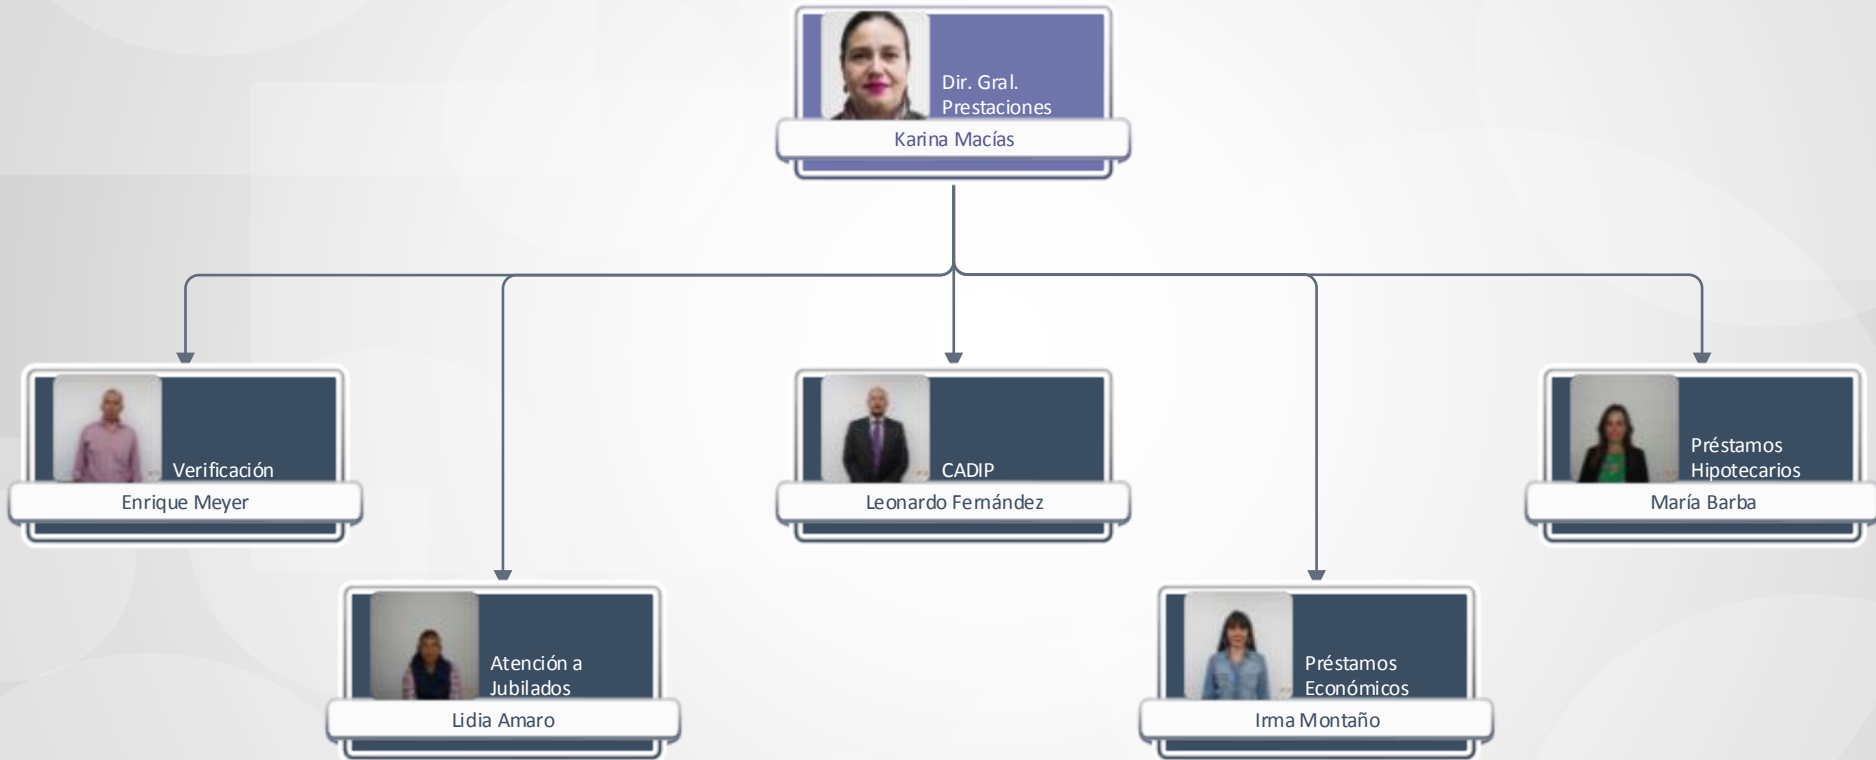 Dir. Gral.
Prestaciones
Karina Macías
Verificación
Enrique Meyer
CADIP
Leonardo Fernández
Préstamos
Hipotecarios
María Barba
Atención a
Jubilados
Lidia Amaro
Préstamos
Económicos
Irma Montaño